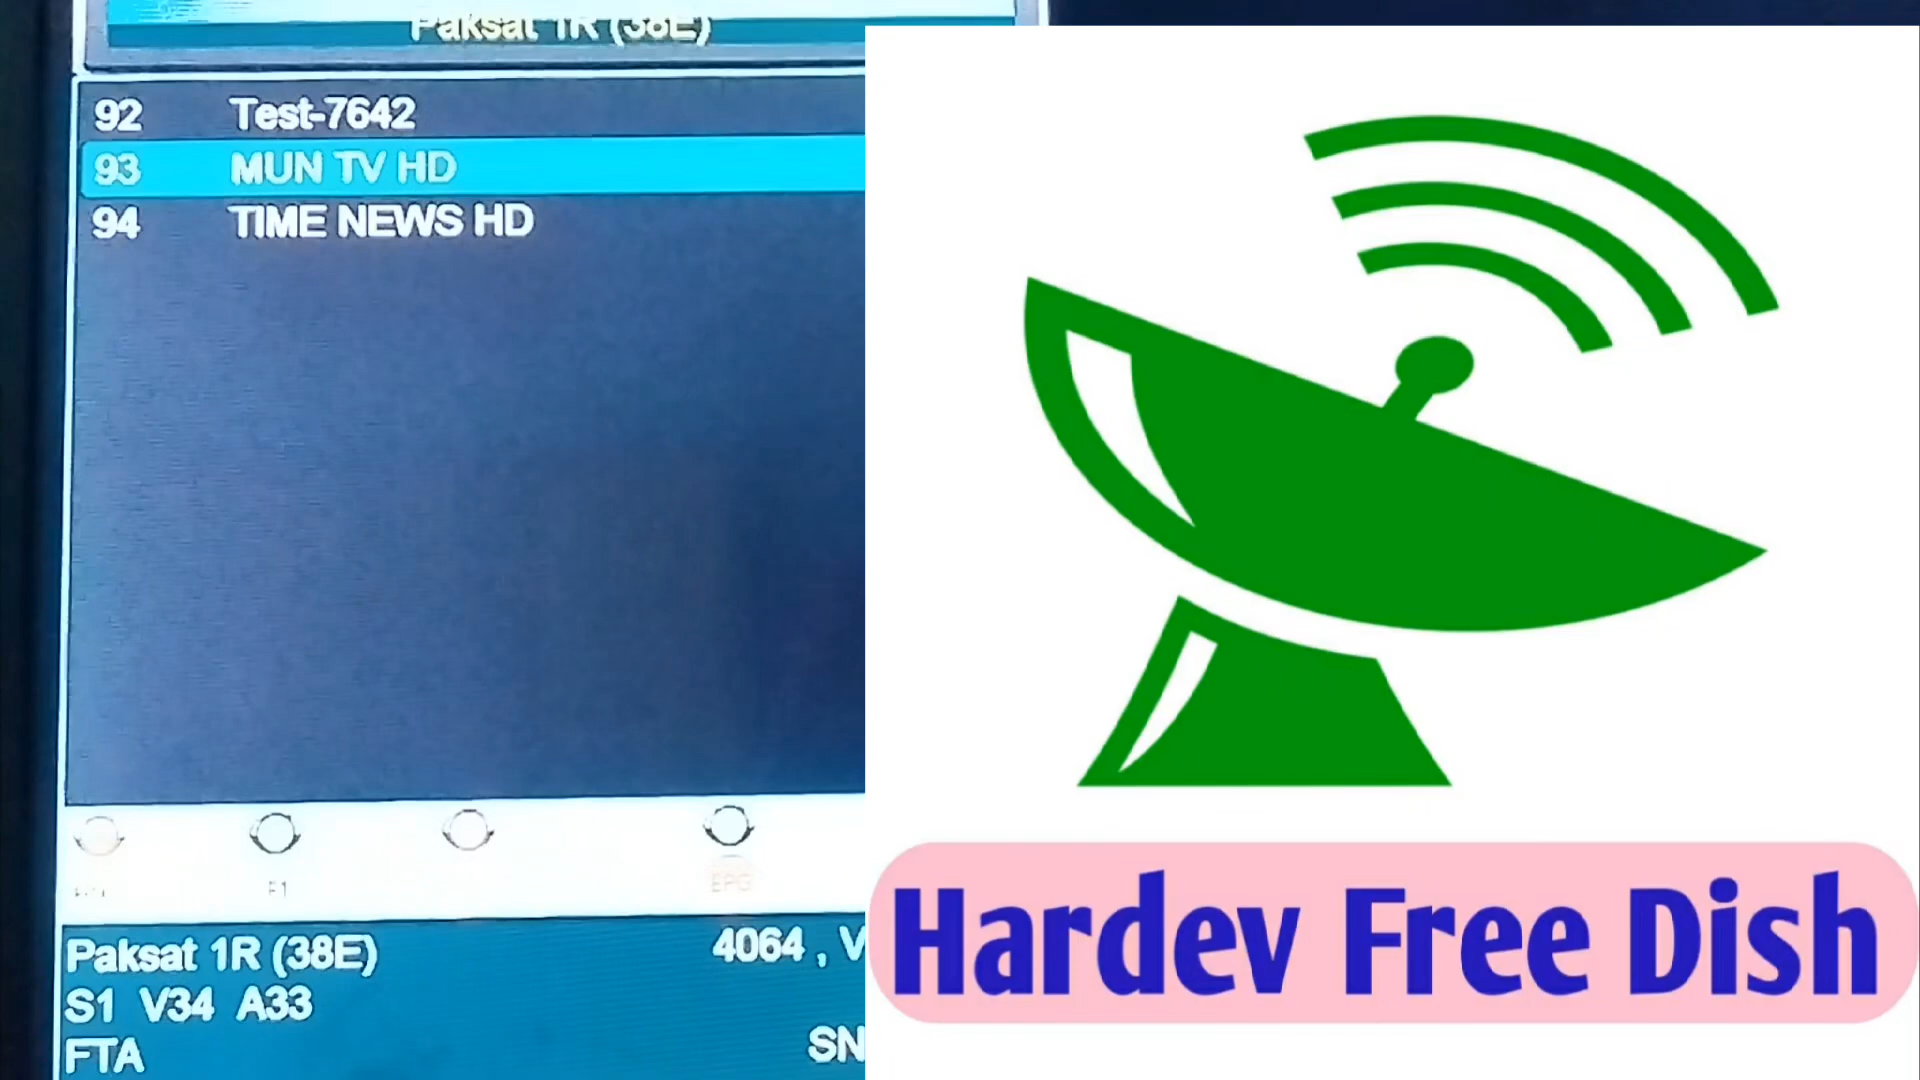 Paksat 1R (38E)
92 Test-7642
93 MUN TV HD
94 TIME NEWS HD
F1
EPG
Paksat 1R (38E) 4064 , V
S1 V34 A33
FTA SN
Hardev Free Dish